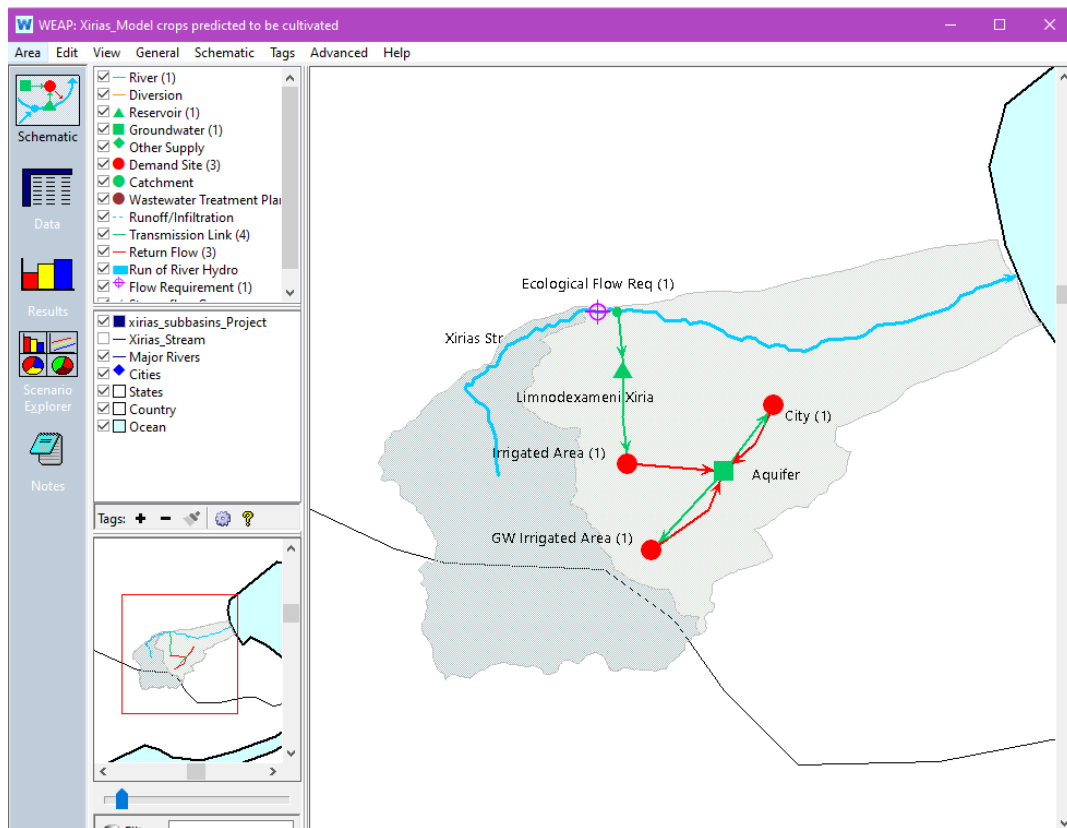 WEAP: Xirias_Model crops predicted to be cultivated
Area Edit View General Schematic Tags Advanced Help
Schematic
Data
Results
Scenario
Explorer
Notes
River (1)
Diversion
Reservoir (1)
Groundwater (1)
Other Supply
Demand Site (3)
Catchment
Wastewater Treatment Plar
Runoff/Infiltration
Transmission Link (4)
Return Flow (3)
Run of River Hydro
Flow Requirement (1)
xirias_subbasins_Project
Xirias_Stream
Major Rivers
Cities
States
Country
Ocean
Tags:
Ecological Flow Req (1)
Xirias Str
Limnodexameni Xiria
City (1)
Irrigated Area (1)
Aquifer
GW Irrigated Area (1)